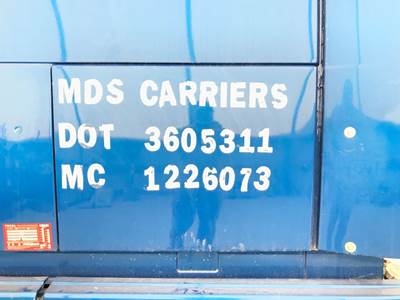 MDS CARRIERS
DOT 3605311
MC 1226073